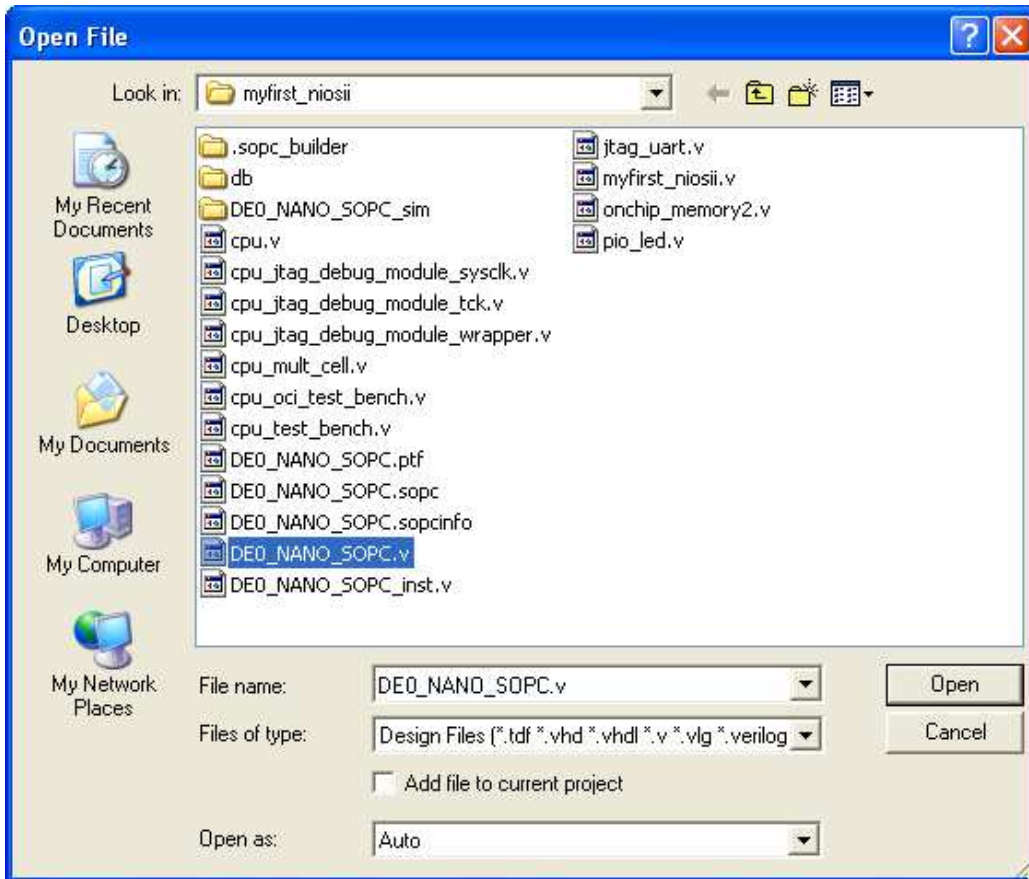 Open File
Look in: myfirst_niosii
My Recent
Documents
Desktop
My Documents
My Computer
My Network
Places
.sopc_builder
db
DE0_NANO_SOPC_sim
cpu.v
cpu_jtag_debug_module_sysclk.v
cpu_jtag_debug_module_tck.v
cpu_jtag_debug_module_wrapper.v
cpu_mult_cell.v
cpu_oci_test_bench.v
cpu_test_bench.v
DE0_NANO_SOPC.ptf
DE0_NANO_SOPC.sopc
DE0_NANO_SOPC.sopcinfo
DE0_NANO_SOPC.v
DE0_NANO_SOPC_inst.v
jtag_uart.v
myfirst_niosii.v
onchip_memory2.v
pio_led.v
File name: DE0_NANO_SOPC.v Open
Files of type: Design Files (*.tdf *.vhd *.vhdl *.v *.vlg *.verilog Cancel
Add file to current project
Open as: Auto